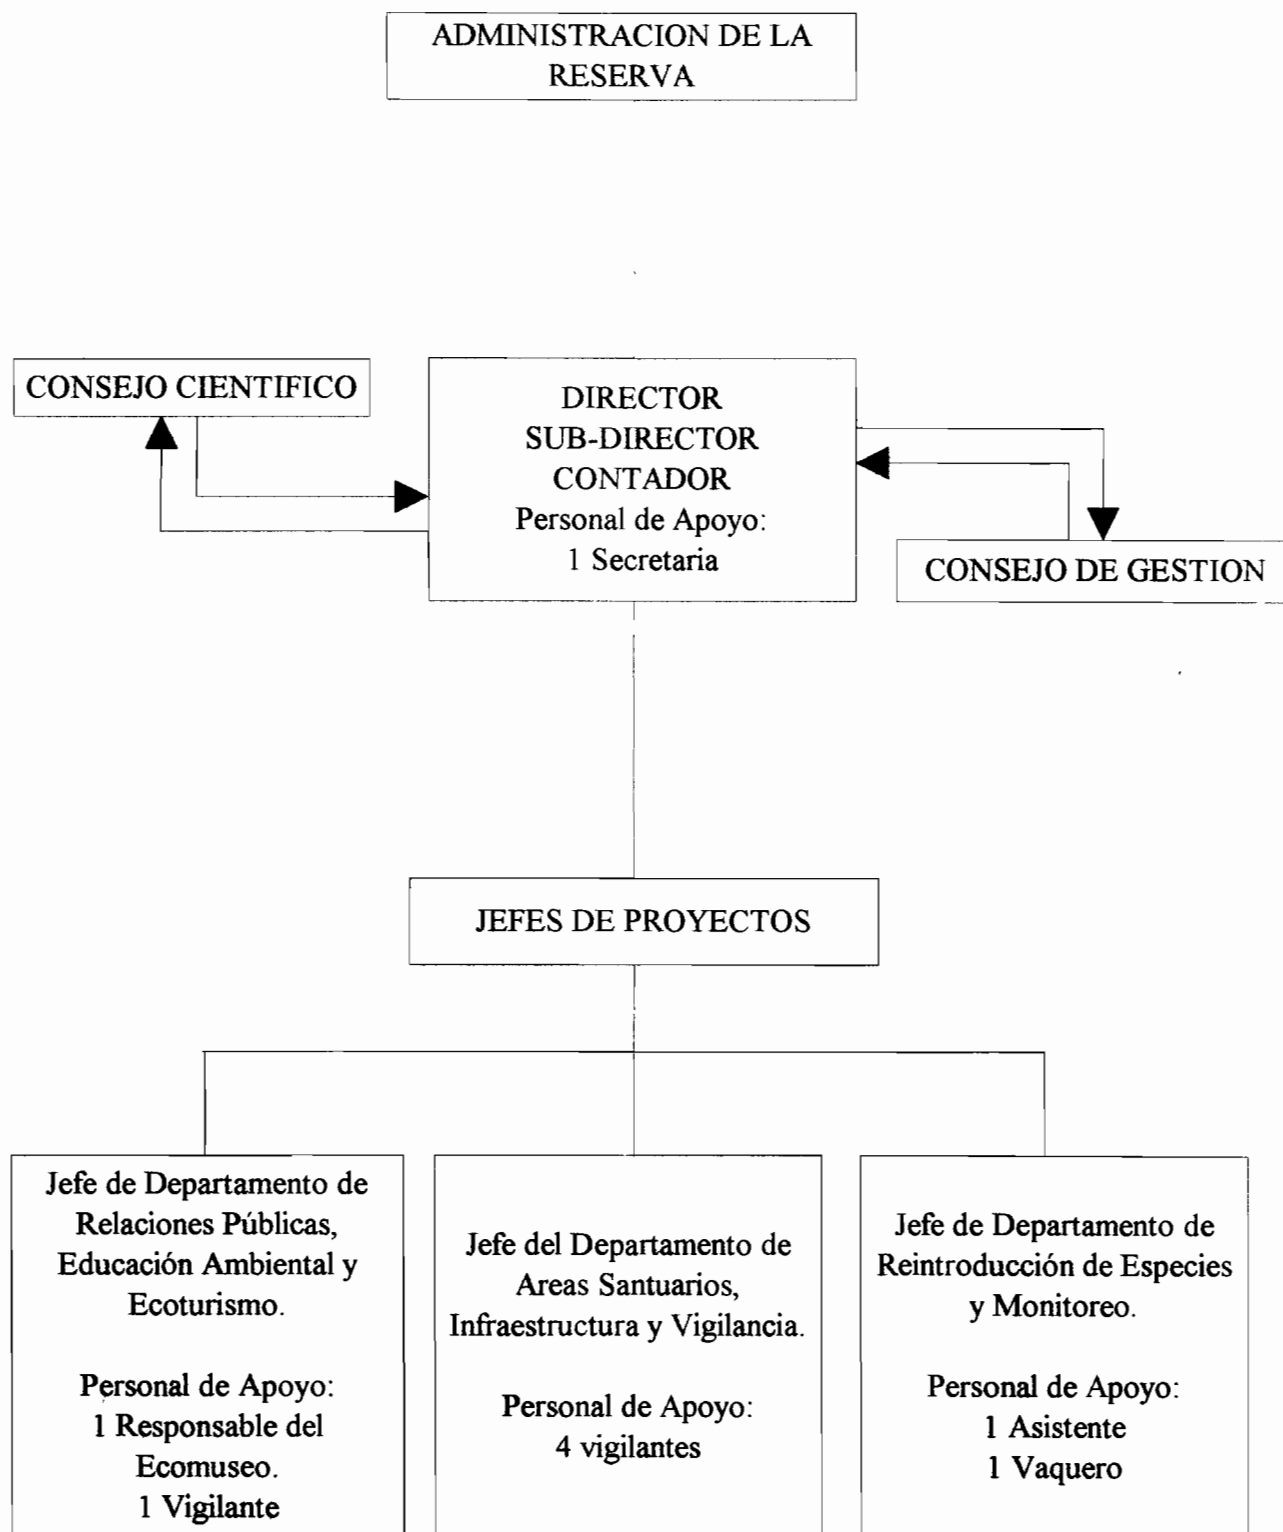 ADMINISTRACION DE LA
RESERVA
CONSEJO CIENTIFICO
DIRECTOR
SUB-DIRECTOR
CONTADOR
Personal de Apoyo:
1 Secretaria
CONSEJO DE GESTION
JEFES DE PROYECTOS
Jefe de Departamento de
Relaciones Públicas,
Educación Ambiental y
Ecoturismo.
Personal de Apoyo:
1 Responsable del
Ecomuseo.
1 Vigilante
Jefe del Departamento de
Areas Santuarios,
Infraestructura y Vigilancia.
Personal de Apoyo:
4 vigilantes
Jefe de Departamento de
Reintroducción de Especies
y Monitoreo.
Personal de Apoyo:
1 Asistente
1 Vaquero